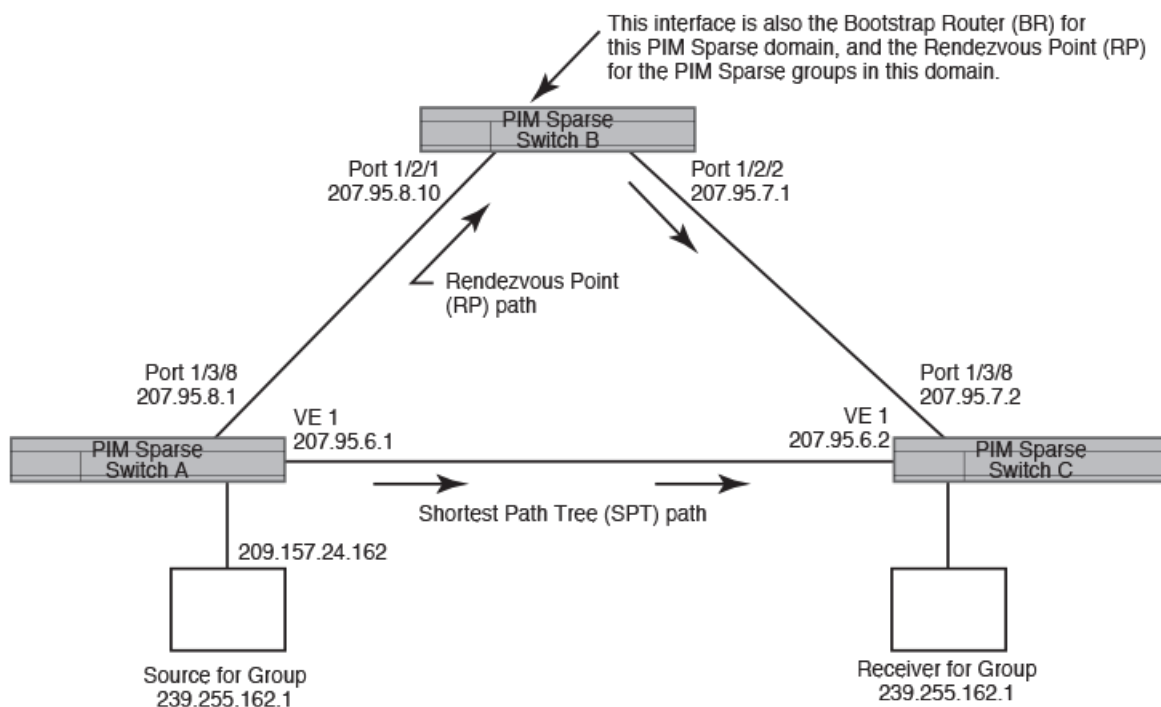 This interface is also the Bootstrap Router (BR) for
this PIM Sparse domain, and the Rendezvous Point (RP)
for the PIM Sparse groups in this domain.
PIM Sparse
Switch B
Port 1/2/1
207.95.8.10
Port 1/2/2
207.95.7.1
Rendezvous Point
(RP) path
Port 1/3/8
207.95.8.1
Port 1/3/8
207.95.7.2
VE 1
207.95.6.1
VE 1
207.95.6.2
PIM Sparse
Switch A
PIM Sparse
Switch C
Shortest Path Tree (SPT) path
209.157.24.162
Source for Group
239.255.162.1
Receiver for Group
239.255.162.1